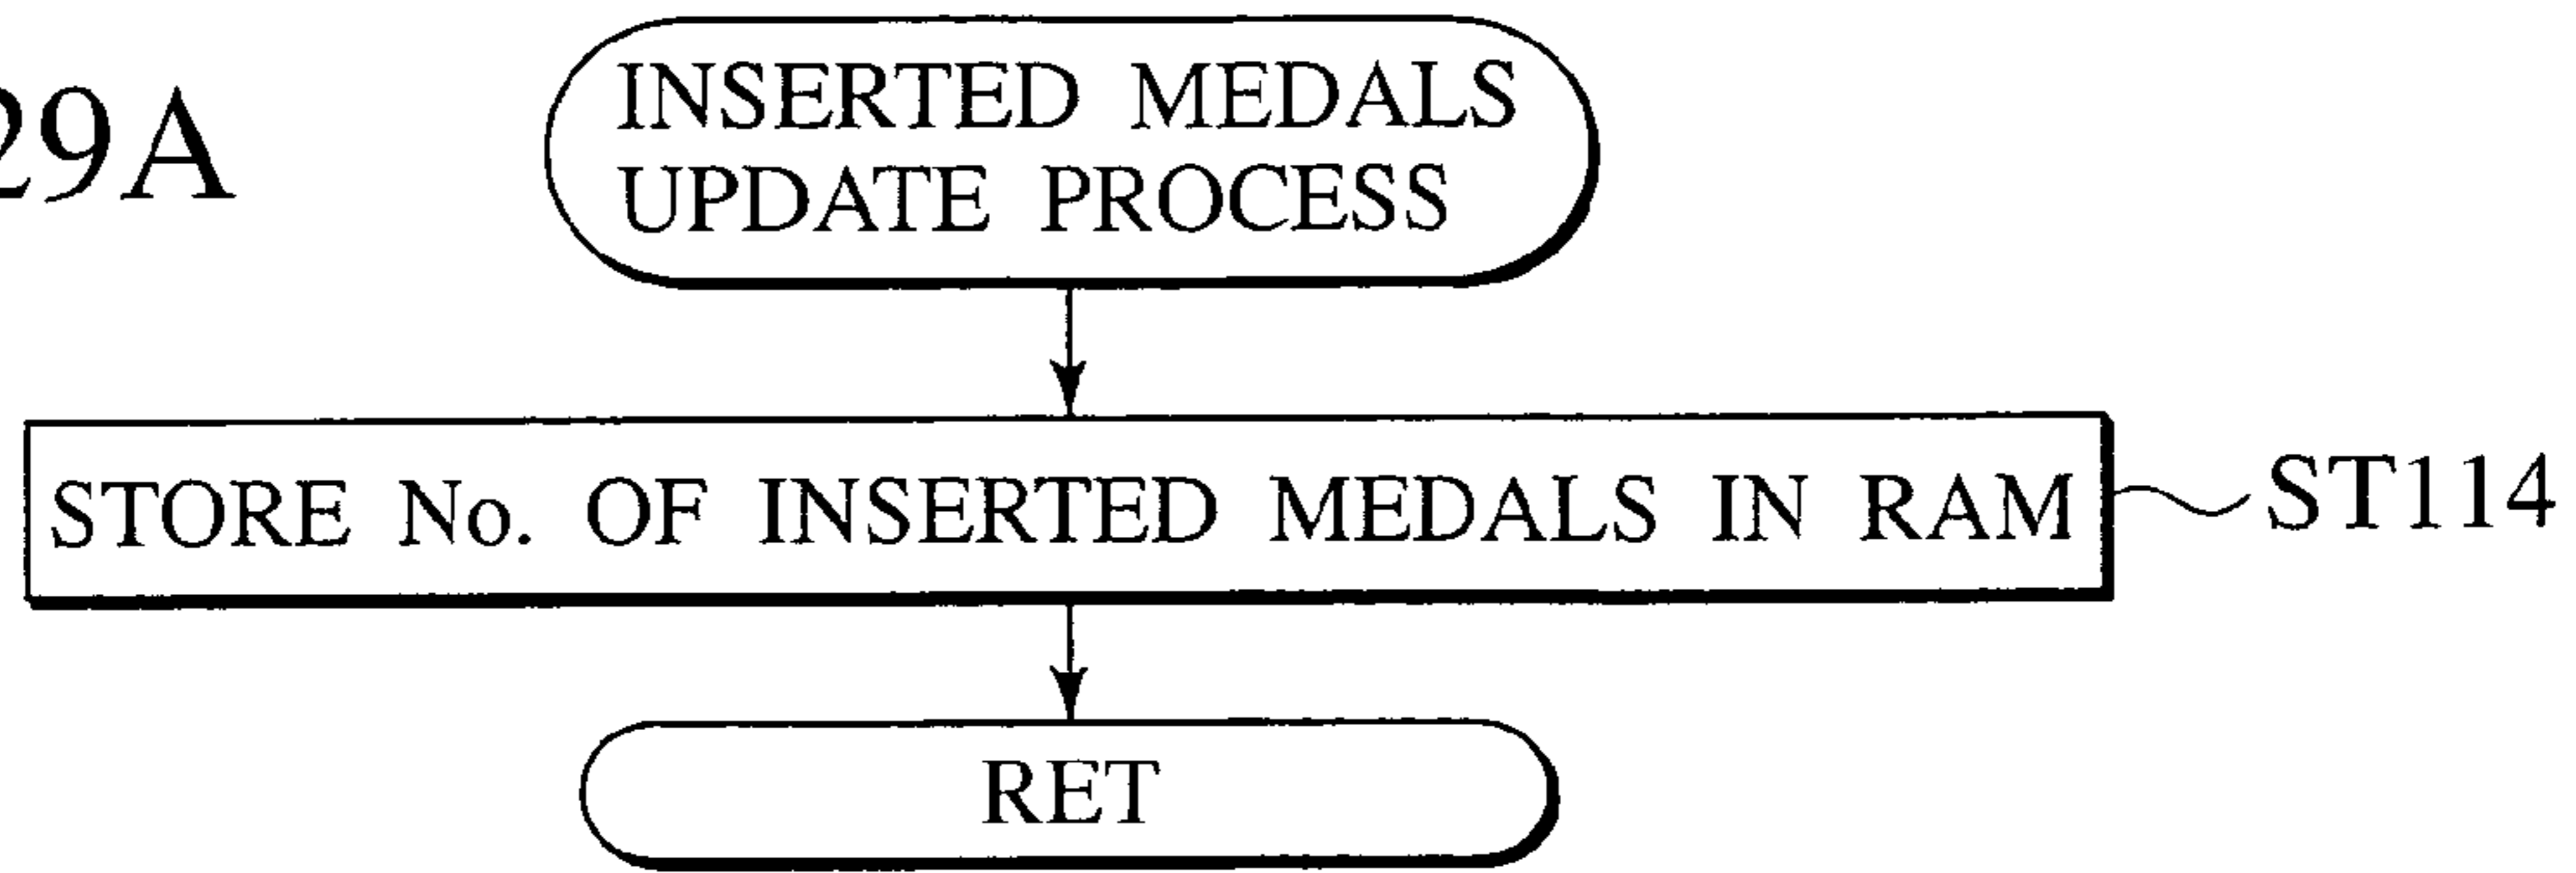 29A
INSERTED MEDALS
UPDATE PROCESS
STORE No. OF INSERTED MEDALS IN RAM
ST114
RET